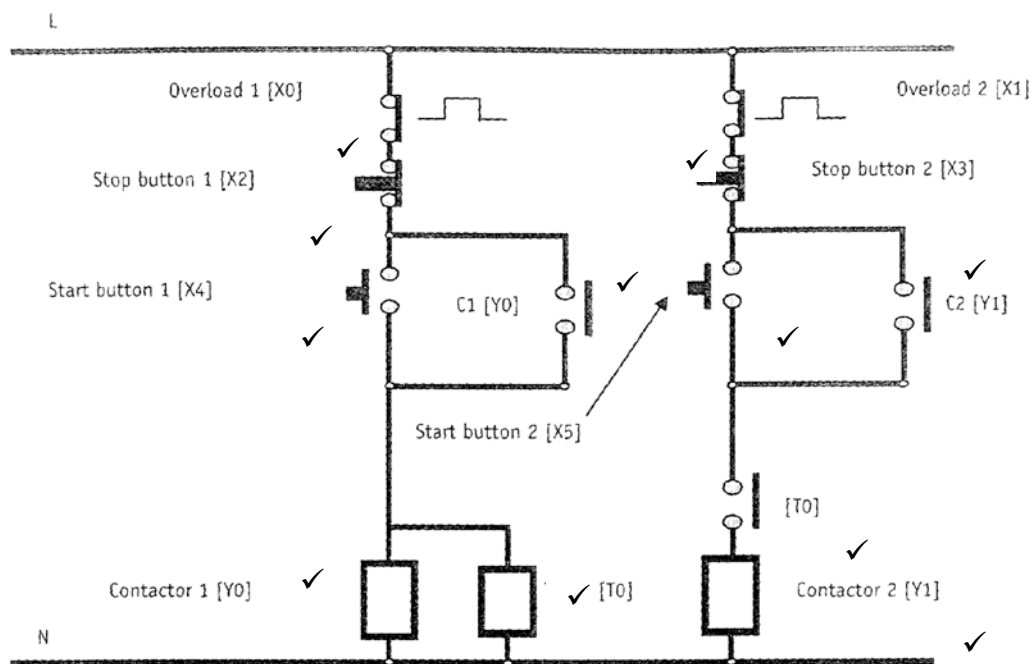 L
Overload 1 [X0]
Overload 2 [X1]
Stop button 1 [X2]
Stop button 2 [X3]
Start button 1 [X4]
C1 [Y0]
C2 [Y1]
Start button 2 [X5]
[T0]
Contactor 1 [Y0]
[T0]
Contactor 2 [Y1]
N